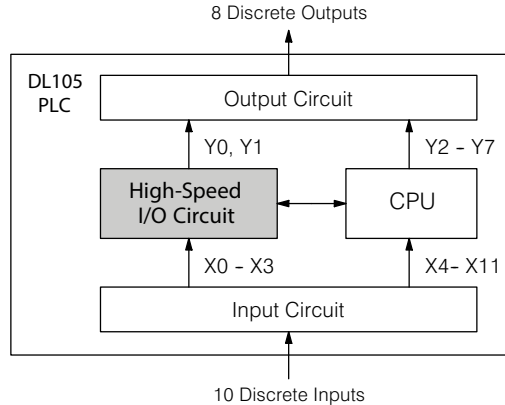 8 Discrete Outputs
DL105
PLC
Output Circuit
Y0, Y1
Y2 - Y7
High-Speed
I/O Circuit
CPU
X0 - X3
X4- X11
Input Circuit
10 Discrete Inputs